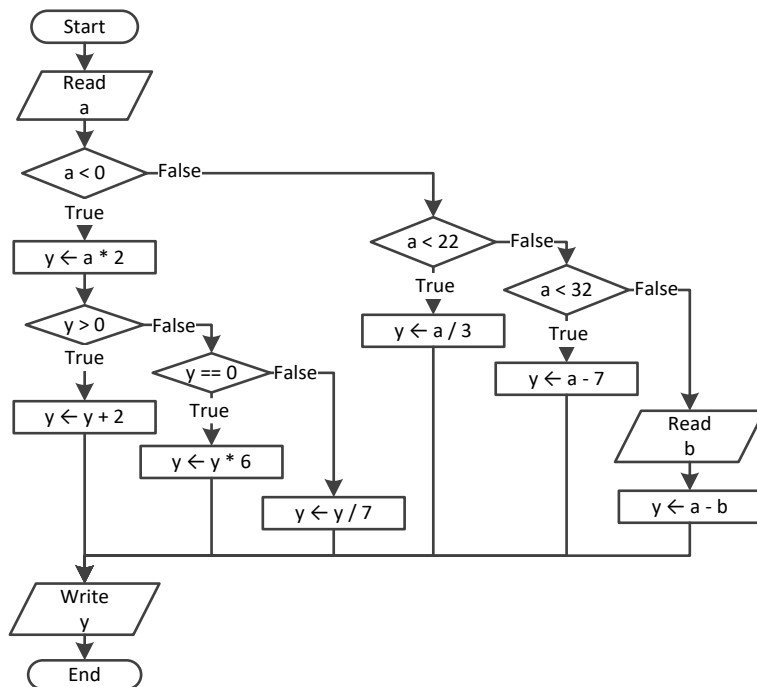 Start
Read
a
a < 0
False
True
y ← a * 2
a < 22
False
True
a < 32
False
True
y > 0
False
True
y ← a / 3
y == 0
False
True
y ← a - 7
y ← y + 2
Read
b
y ← y * 6
y ← y / 7
y ← a - b
Write
y
End